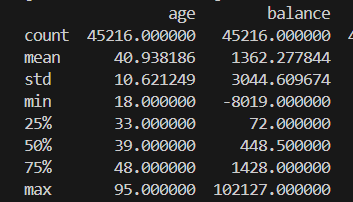 age balance
count 45216.000000 45216.000000
mean 40.938186 1362.277844
std 10.621249 3044.609674
min 18.000000 -8019.000000
25% 33.000000 72.000000
50% 39.000000 448.500000
75% 48.000000 1428.000000
max 95.000000 102127.000000